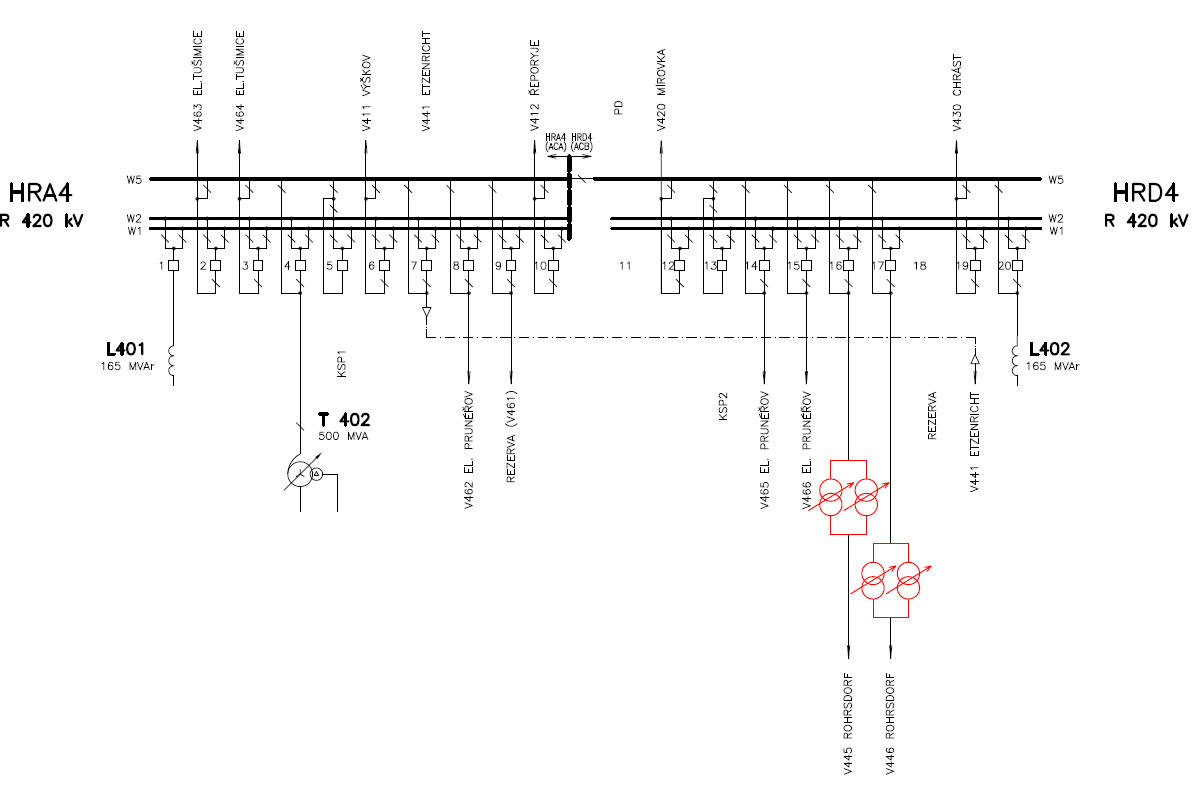 V463 EL.TUŠIMICE
V464 EL.TUŠIMICE
V411 VÝŠKOV
V441 ETZENRICHT
V412 ŘEPORYJE
PD
V420 MÍROVKA
V430 CHRÁST
HRA4 HRD4
(ACA) (ACB)
W5
W5
HRA4
R 420 kV
HRD4
R 420 kV
W2
W1
W2
W1
1
2
3
4
5
6
7
8
9
10
11
12
13
14
15
16
17
18
19
20
L401
165 MVAr
KSP1
L402
165 MVAr
T 402
500 MVA
V462 EL. PRUNÉŘOV
REZERVA (V461)
KSP2
V465 EL. PRUNÉŘOV
V466 EL. PRUNÉŘOV
REZERVA
V441 ETZENRICHT
V445 ROHRSDORF
V446 ROHRSDORF